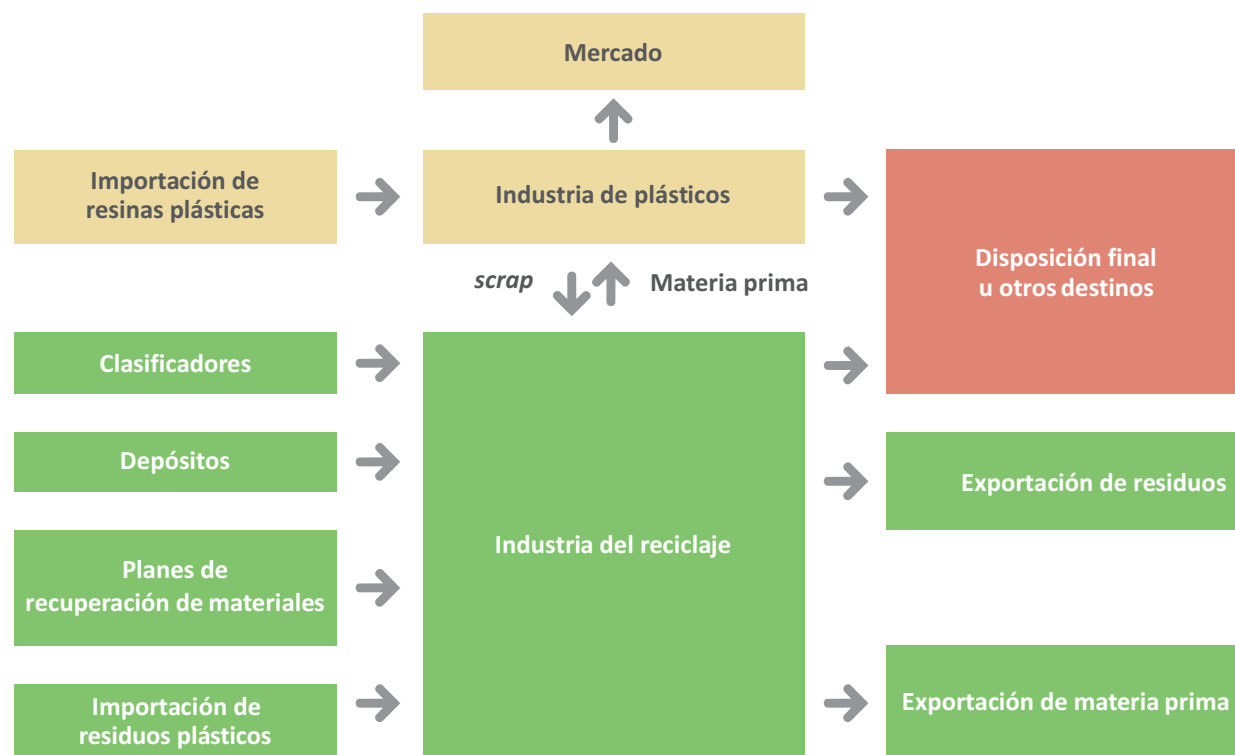 Mercado
Importación de
resinas plásticas
Industria de plásticos
Disposición final
u otros destinos
scrap
Materia prima
Clasificadores
Depósitos
Exportación de residuos
Industria del reciclaje
Planes de
recuperación de materiales
Importación de
residuos plásticos
Exportación de materia prima